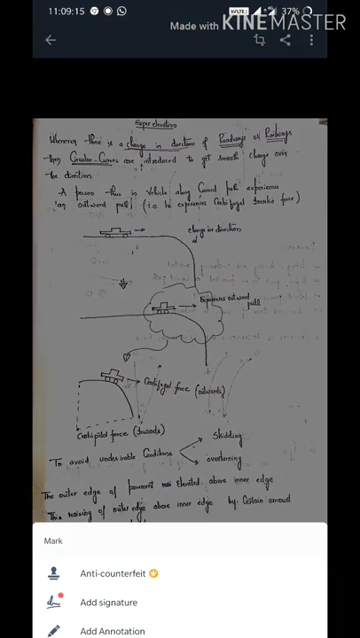 11:09:15
37%
Made with KINEMASTER
Super elevation
Whenever there is a change in direction of Roadways or Railways
then Circular Curves are introduced to get smooth change over
the direction.
A person in Vehicle along Curved path experience
an outward pull (i.e he experiences Centrifugal force)
change in direction
Experiences outward
pull
Centrifugal force (outwards)
Centripetal force (inwards)
Skidding
To avoid undesirable Conditions
overturning
The outer edge of pavement elevated above inner edge
This raising of outer edge above inner edge by Certain amount
Mark
Anti-counterfeit
Add signature
Add Annotation